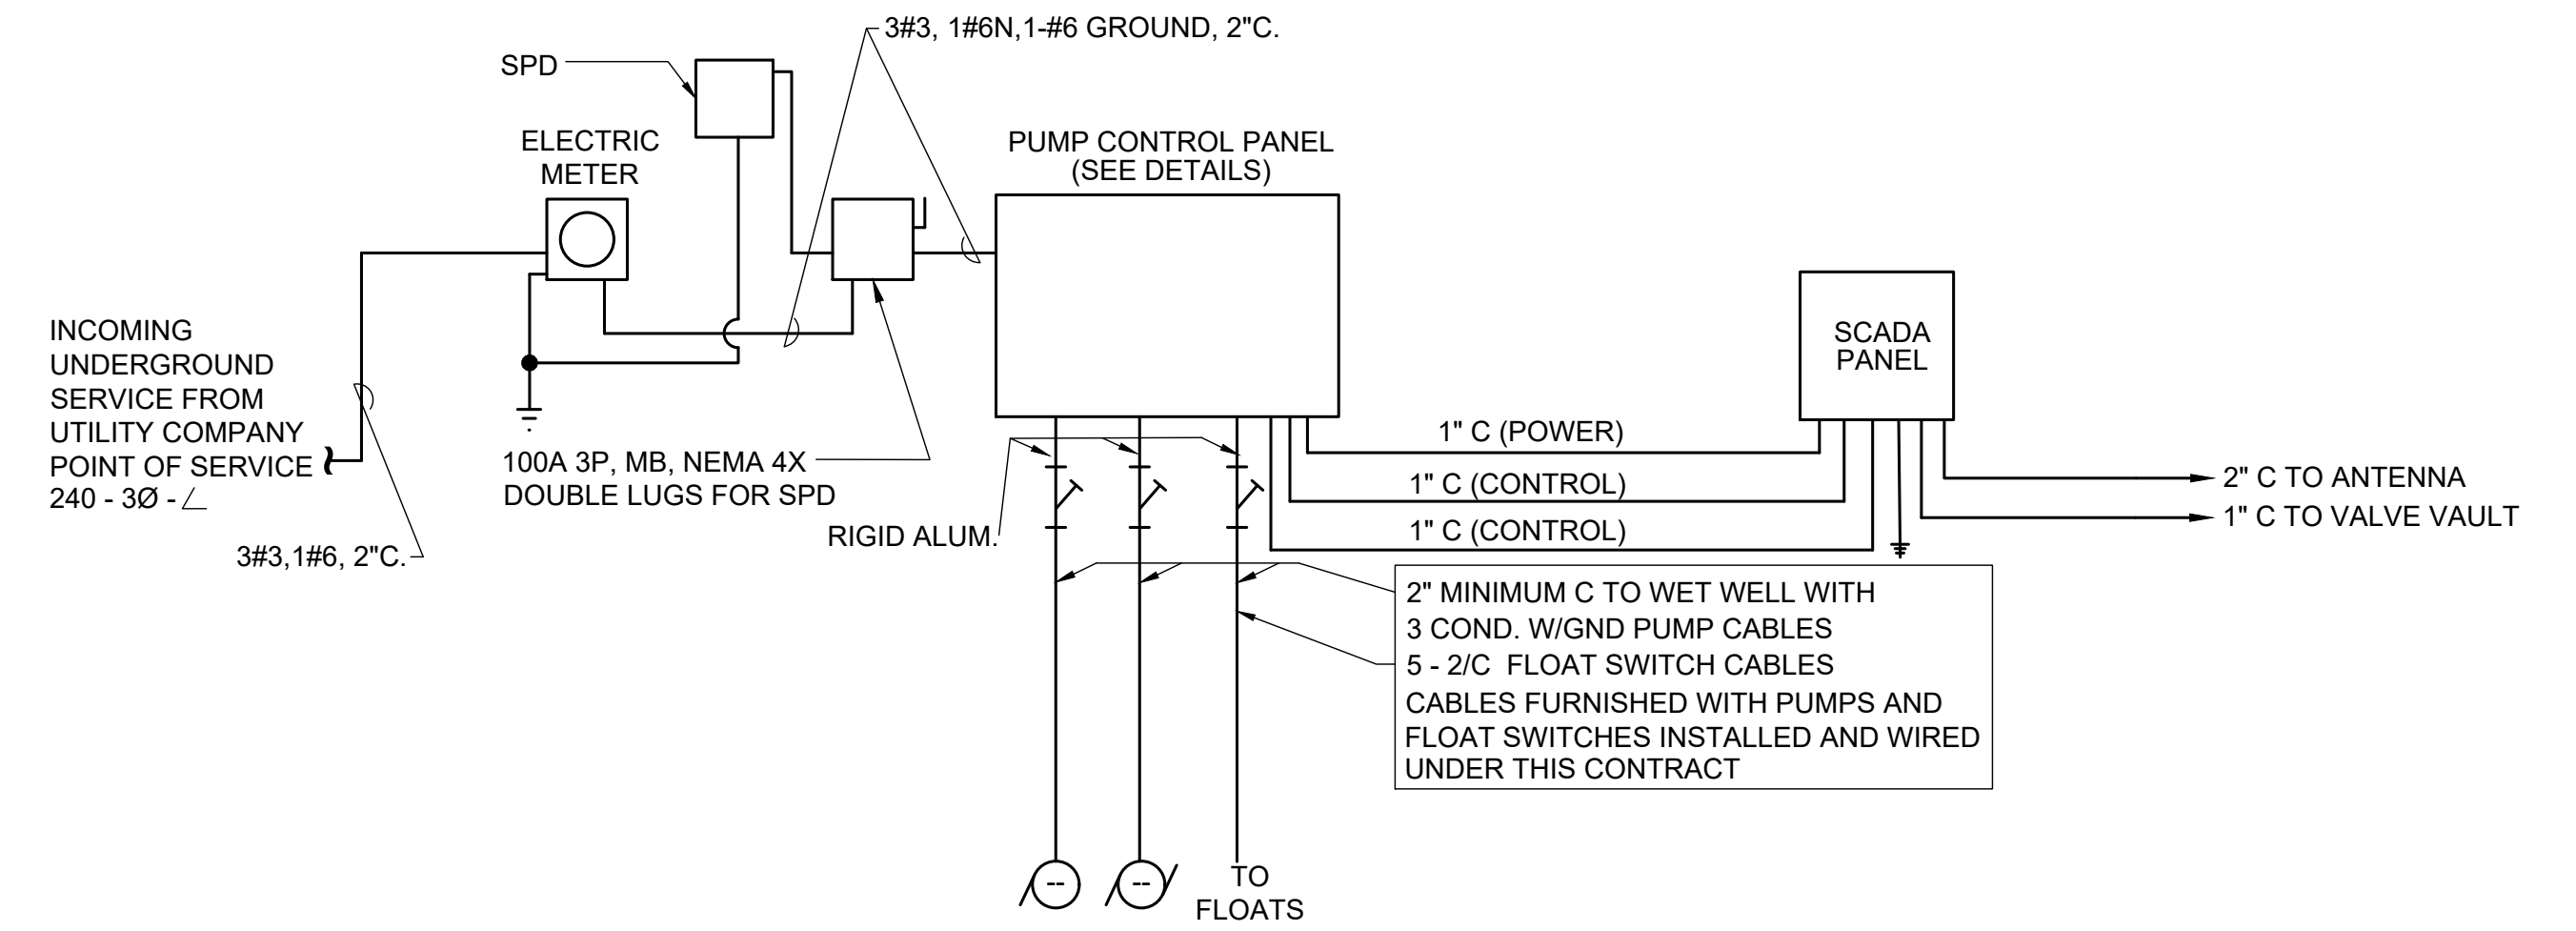 3#3, 1#6N,1-#6 GROUND, 2"C.
SPD
ELECTRIC
METER
PUMP CONTROL PANEL
(SEE DETAILS)
INCOMING
UNDERGROUND
SERVICE FROM
UTILITY COMPANY
POINT OF SERVICE
240 - 3Ø -
3#3,1#6, 2"C.
100A 3P, MB, NEMA 4X
DOUBLE LUGS FOR SPD
RIGID ALUM.
SCADA
PANEL
1" C (POWER)
1" C (CONTROL)
1" C (CONTROL)
2" C TO ANTENNA
1" C TO VALVE VAULT
2" MINIMUM C TO WET WELL WITH
3 COND. W/GND PUMP CABLES
5 - 2/C FLOAT SWITCH CABLES
CABLES FURNISHED WITH PUMPS AND
FLOAT SWITCHES INSTALLED AND WIRED
UNDER THIS CONTRACT
--
--
TO
FLOATS